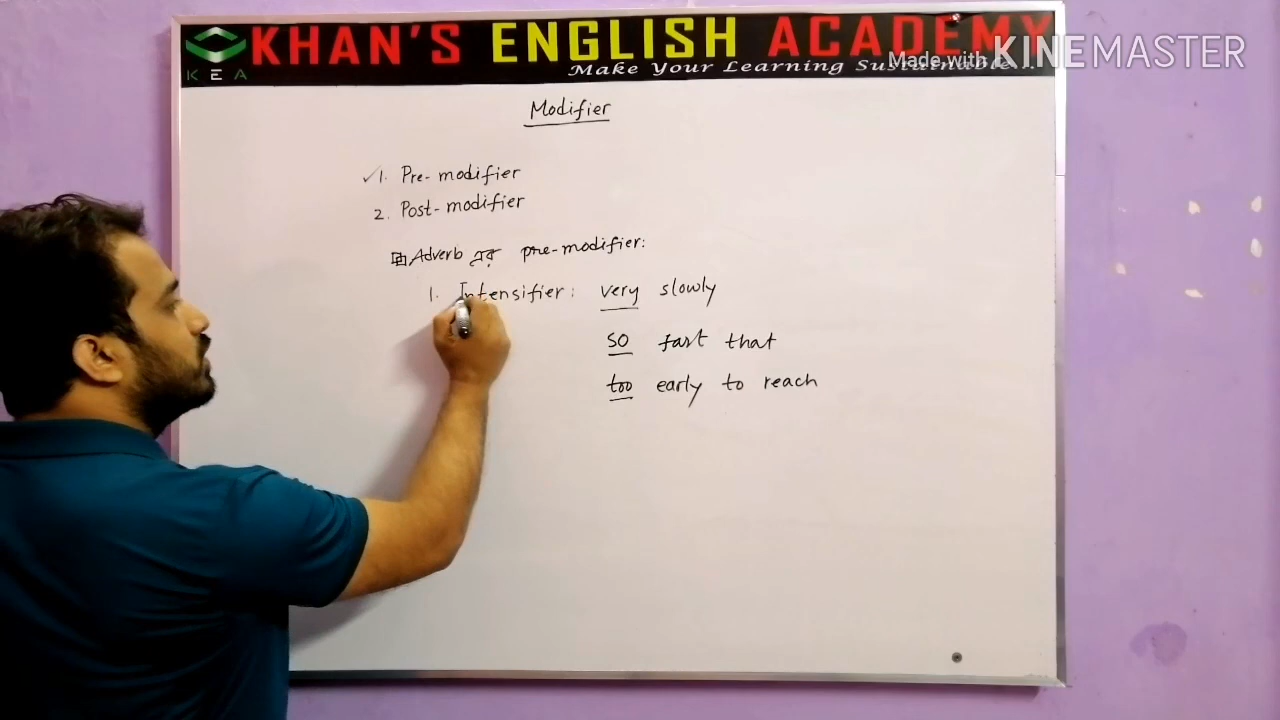 KHAN'S ENGLISH ACADEMY
KEA
Make Your Learning Sustainable...
Made with KINEMASTER
Modifier
✓1. Pre-modifier
2. Post-modifier
Adverb এর pre-modifier:
1. Intensifier: very slowly
so fast that
too early to reach